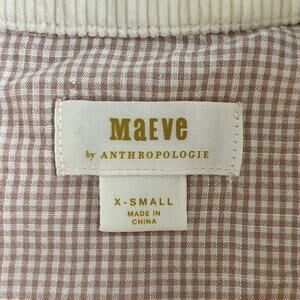 MaEVe
by ANTHROPOLOGIE
X-SMALL
MADE IN
CHINA